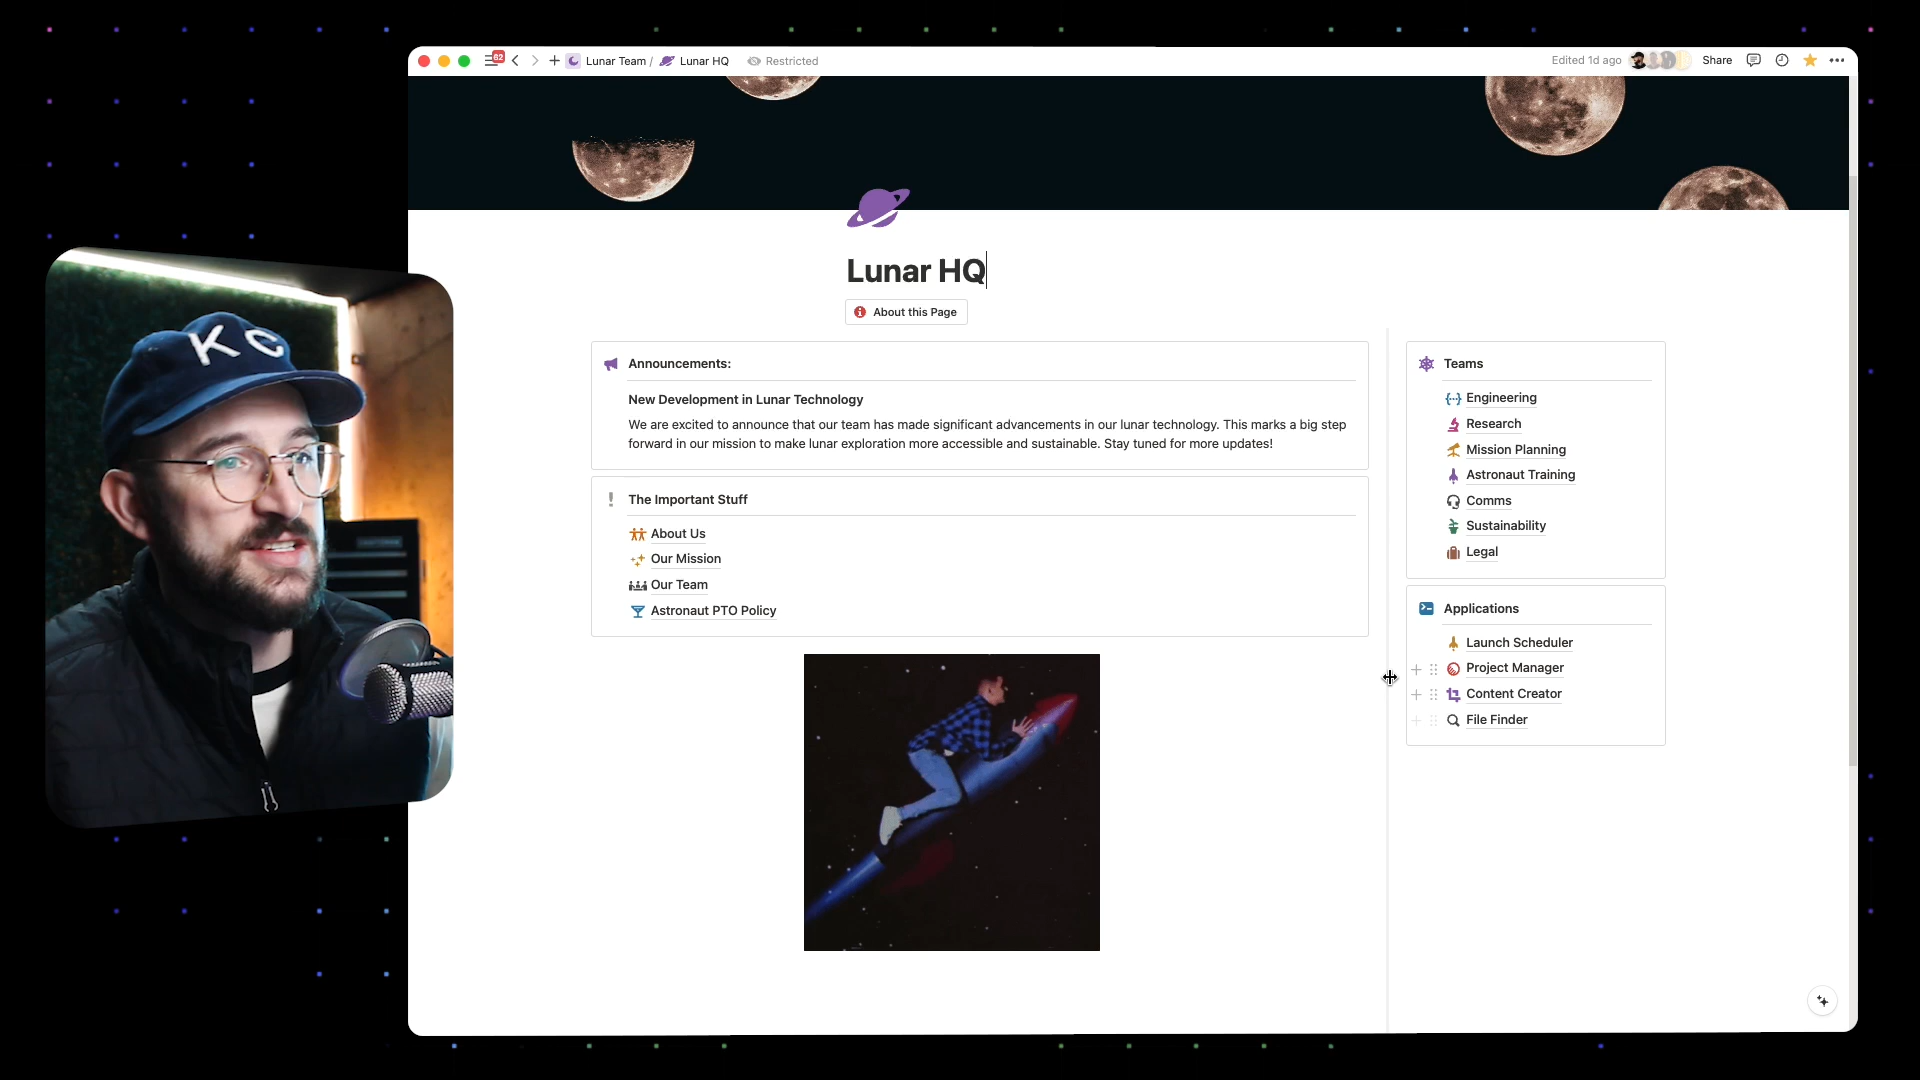 82
Lunar Team / Lunar HQ Restricted
Edited 1d ago Share
Lunar HQ
About this Page
Announcements:
New Development in Lunar Technology
We are excited to announce that our team has made significant advancements in our lunar technology. This marks a big step
forward in our mission to make lunar exploration more accessible and sustainable. Stay tuned for more updates!
The Important Stuff
About Us
Our Mission
Our Team
Astronaut PTO Policy
Teams
Engineering
Research
Mission Planning
Astronaut Training
Comms
Sustainability
Legal
Applications
Launch Scheduler
Project Manager
Content Creator
File Finder
KC